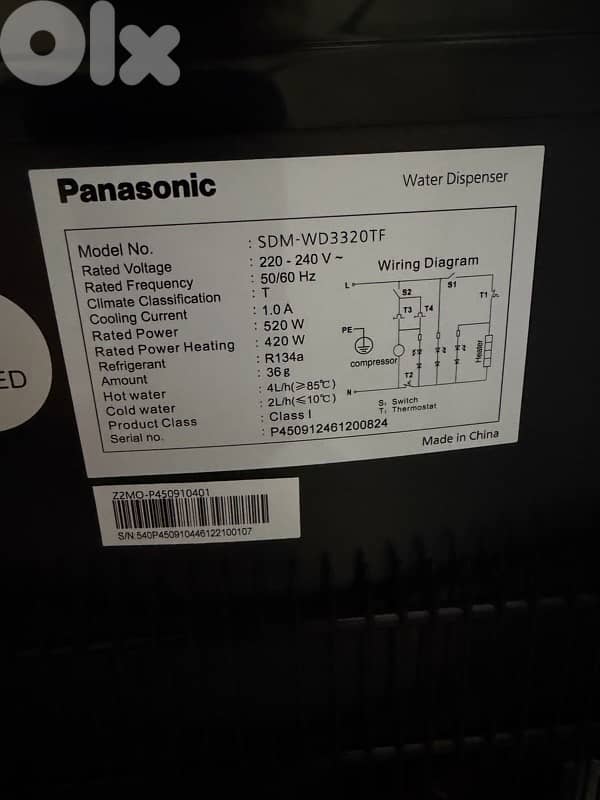 Olx
Panasonic
Water Dispenser
Model No. : SDM-WD3320TF
Rated Voltage : 220 - 240 V ~
Rated Frequency : 50/60 Hz
Climate Classification : T
Cooling Current : 1.0 A
Rated Power : 520 W
Rated Power Heating : 420 W
Refrigerant : R134a
Amount : 36 g
Hot water : 4L/h(≥85℃)
Cold water : 2L/h(≤10℃)
Product Class : Class I
Serial no. : P450912461200824
Wiring Diagram
L
S1
S2
T1
T3 T4
PE
compressor
Heater
T2
N
S: Switch
T: Thermostat
Made in China
ED
Z2MO-P450910401
S/N:540P450910446122100107